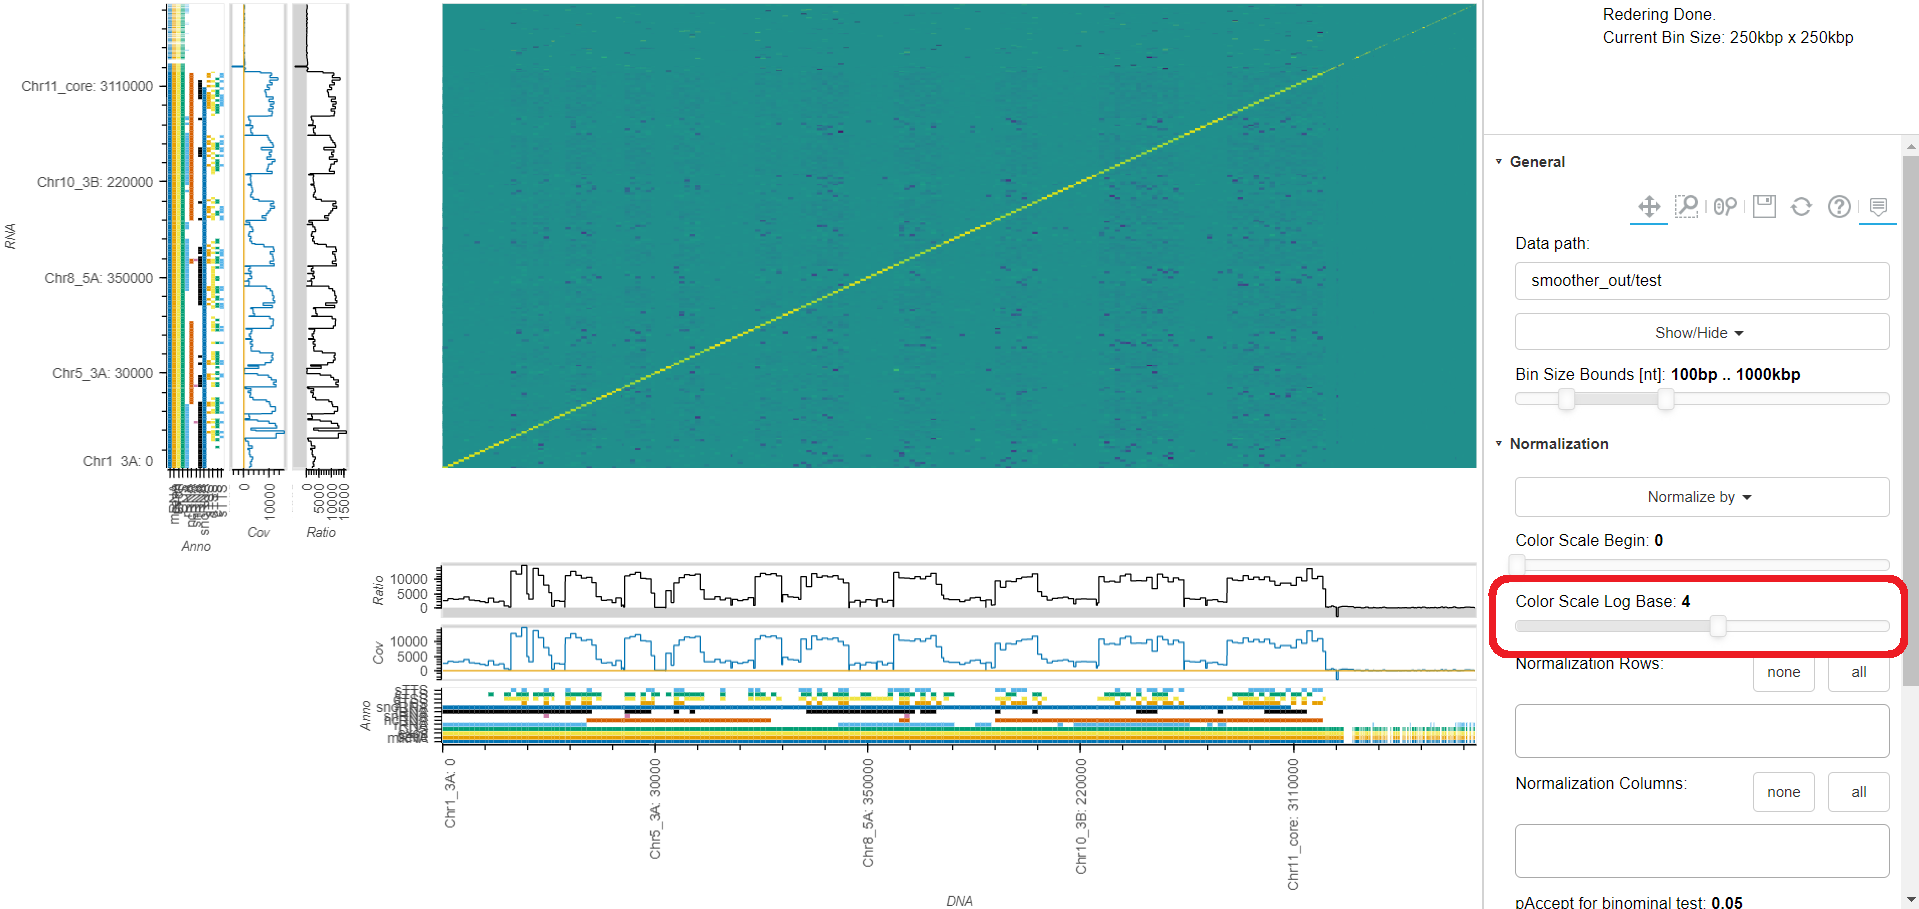 Redering Done.
Current Bin Size: 250kbp x 250kbp
General
Data path:
smoother_out/test
Show/Hide
Bin Size Bounds [nt]: 100bp .. 1000kbp
Normalization
Normalize by
Color Scale Begin: 0
Color Scale Log Base: 4
Normalization Rows:
none
all
Normalization Columns:
none
all
pAccept for binominal test: 0.05
RNA
Chr11_core: 3110000
Chr10_3B: 220000
Chr8_5A: 350000
Chr5_3A: 30000
Chr1_3A: 0
Anno
0
10000
Cov
0
5000
10000
15000
Ratio
Ratio
10000
5000
0
Cov
10000
5000
0
Anno
sTTS
Chr1_3A: 0
Chr5_3A: 30000
Chr8_5A: 350000
Chr10_3B: 220000
Chr11_core: 3110000
DNA